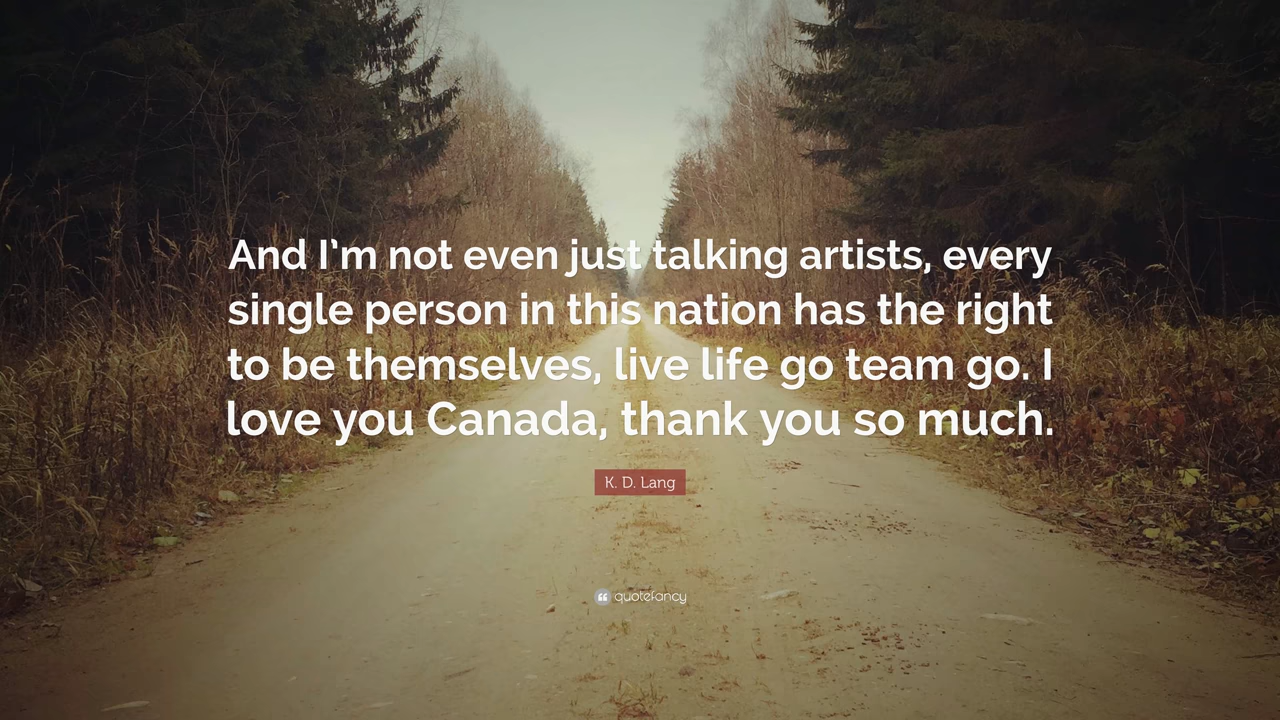 And I’m not even just talking artists, every
single person in this nation has the right
to be themselves, live life go team go. I
love you Canada, thank you so much.
K. D. Lang
quotefancy